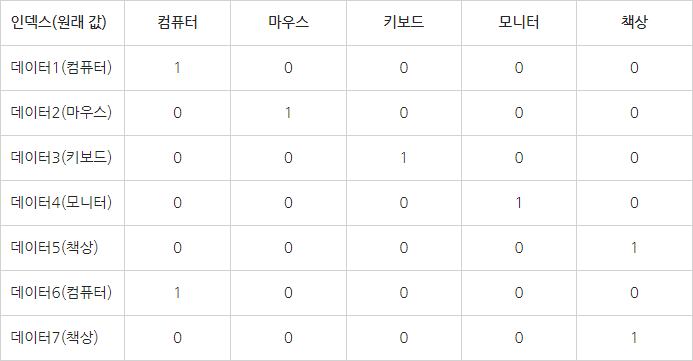 인덱스(원래 값) 컴퓨터 마우스 키보드 모니터 책상
데이터1(컴퓨터) 1 0 0 0 0
데이터2(마우스) 0 1 0 0 0
데이터3(키보드) 0 0 1 0 0
데이터4(모니터) 0 0 0 1 0
데이터5(책상) 0 0 0 0 1
데이터6(컴퓨터) 1 0 0 0 0
데이터7(책상) 0 0 0 0 1